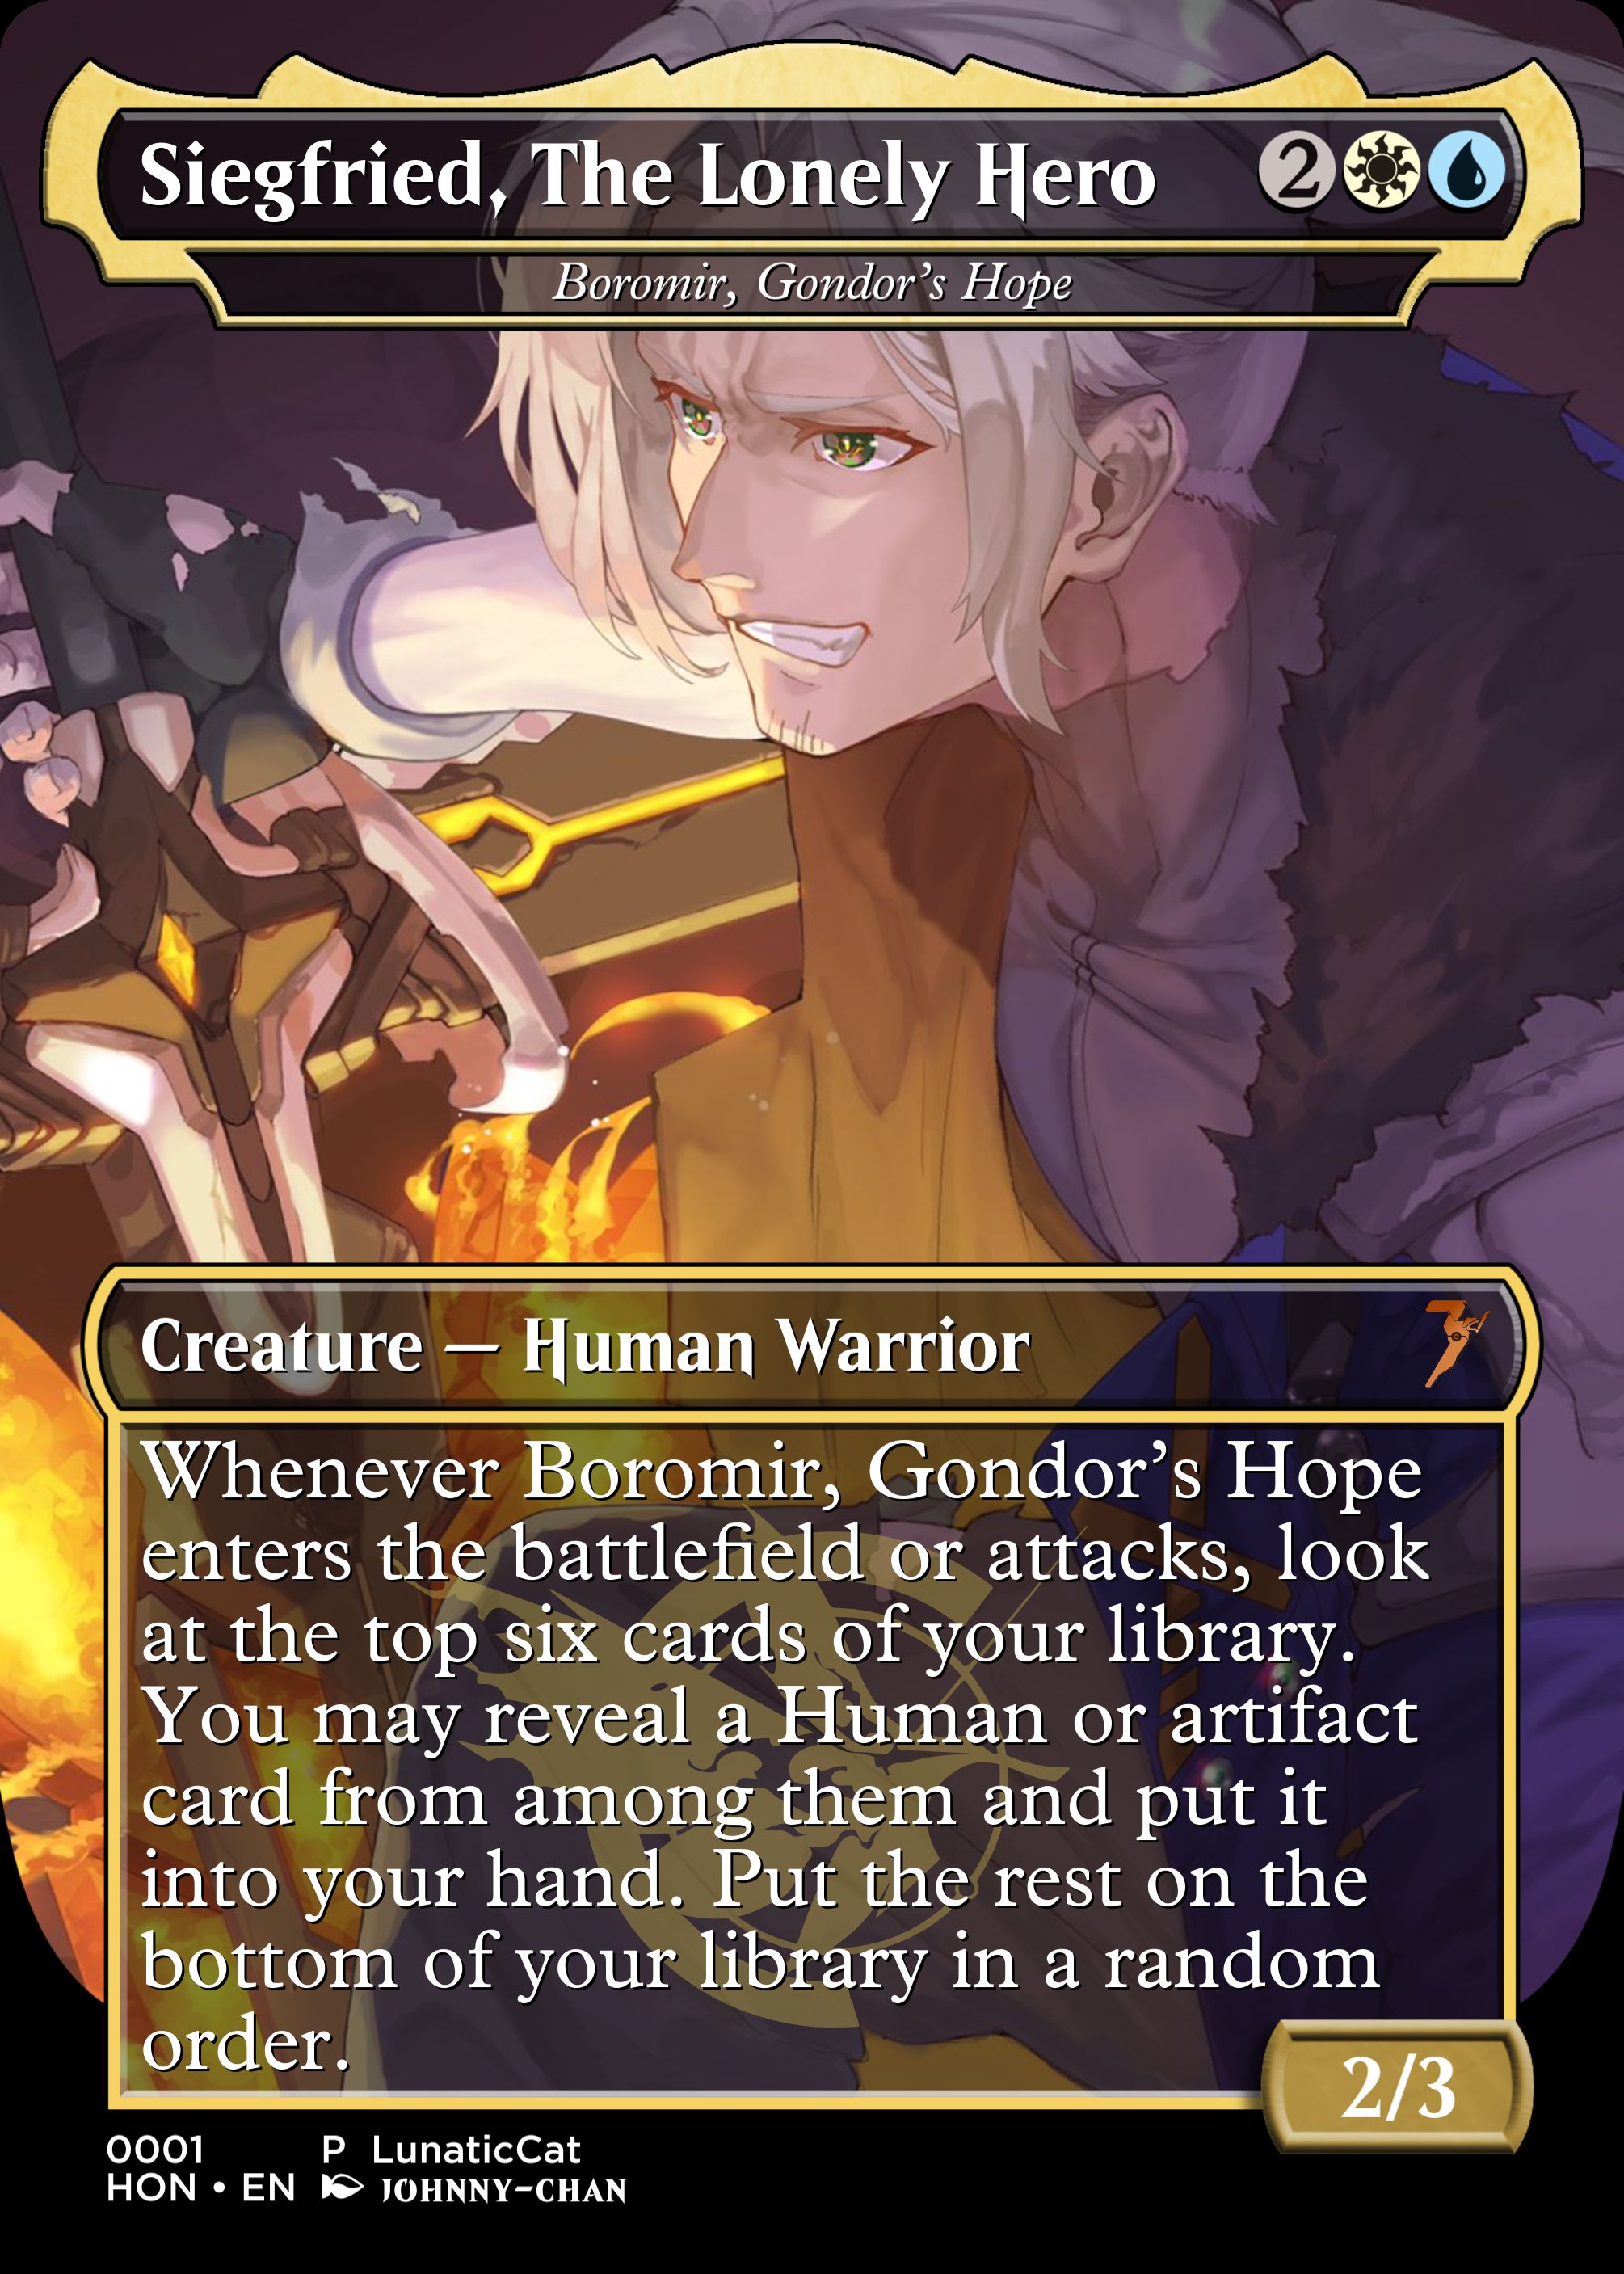 Siegfried, The Lonely Hero 2
Boromir, Gondor's Hope
Creature — Human Warrior
Whenever Boromir, Gondor's Hope
enters the battlefield or attacks, look
at the top six cards of your library.
You may reveal a Human or artifact
card from among them and put it
into your hand. Put the rest on the
bottom of your library in a random
order.
2/3
0001 P LunaticCat
HON • EN JOHNNY-CHAN